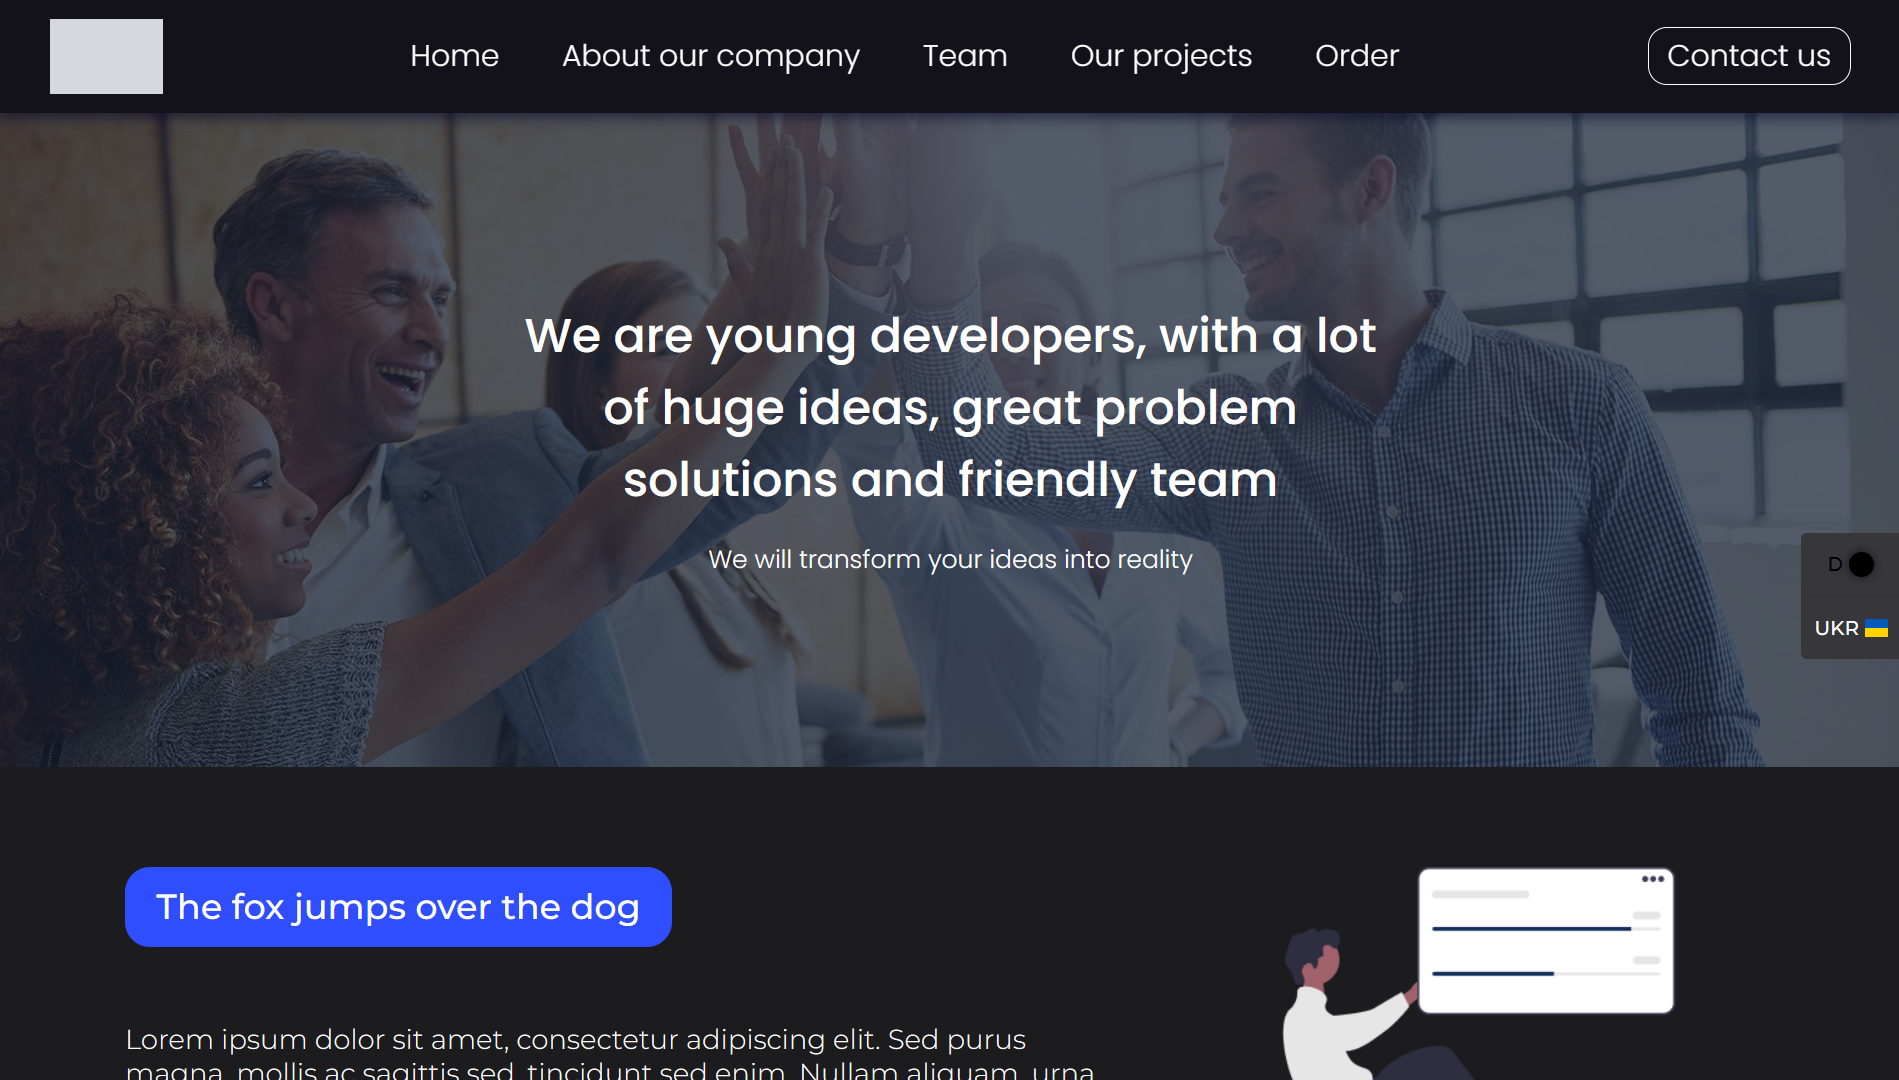 Home
About our company
Team
Our projects
Order
Contact us
We are young developers, with a lot
of huge ideas, great problem
solutions and friendly team
We will transform your ideas into reality
D
UKR
The fox jumps over the dog
Lorem ipsum dolor sit amet, consectetur adipiscing elit. Sed purus
magna, mollis ac sagittis sed, tincidunt sed enim. Nullam aliquam, urna